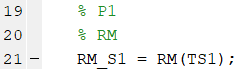 19 % P1
20 % RM
21 – RM_S1 = RM(TS1);